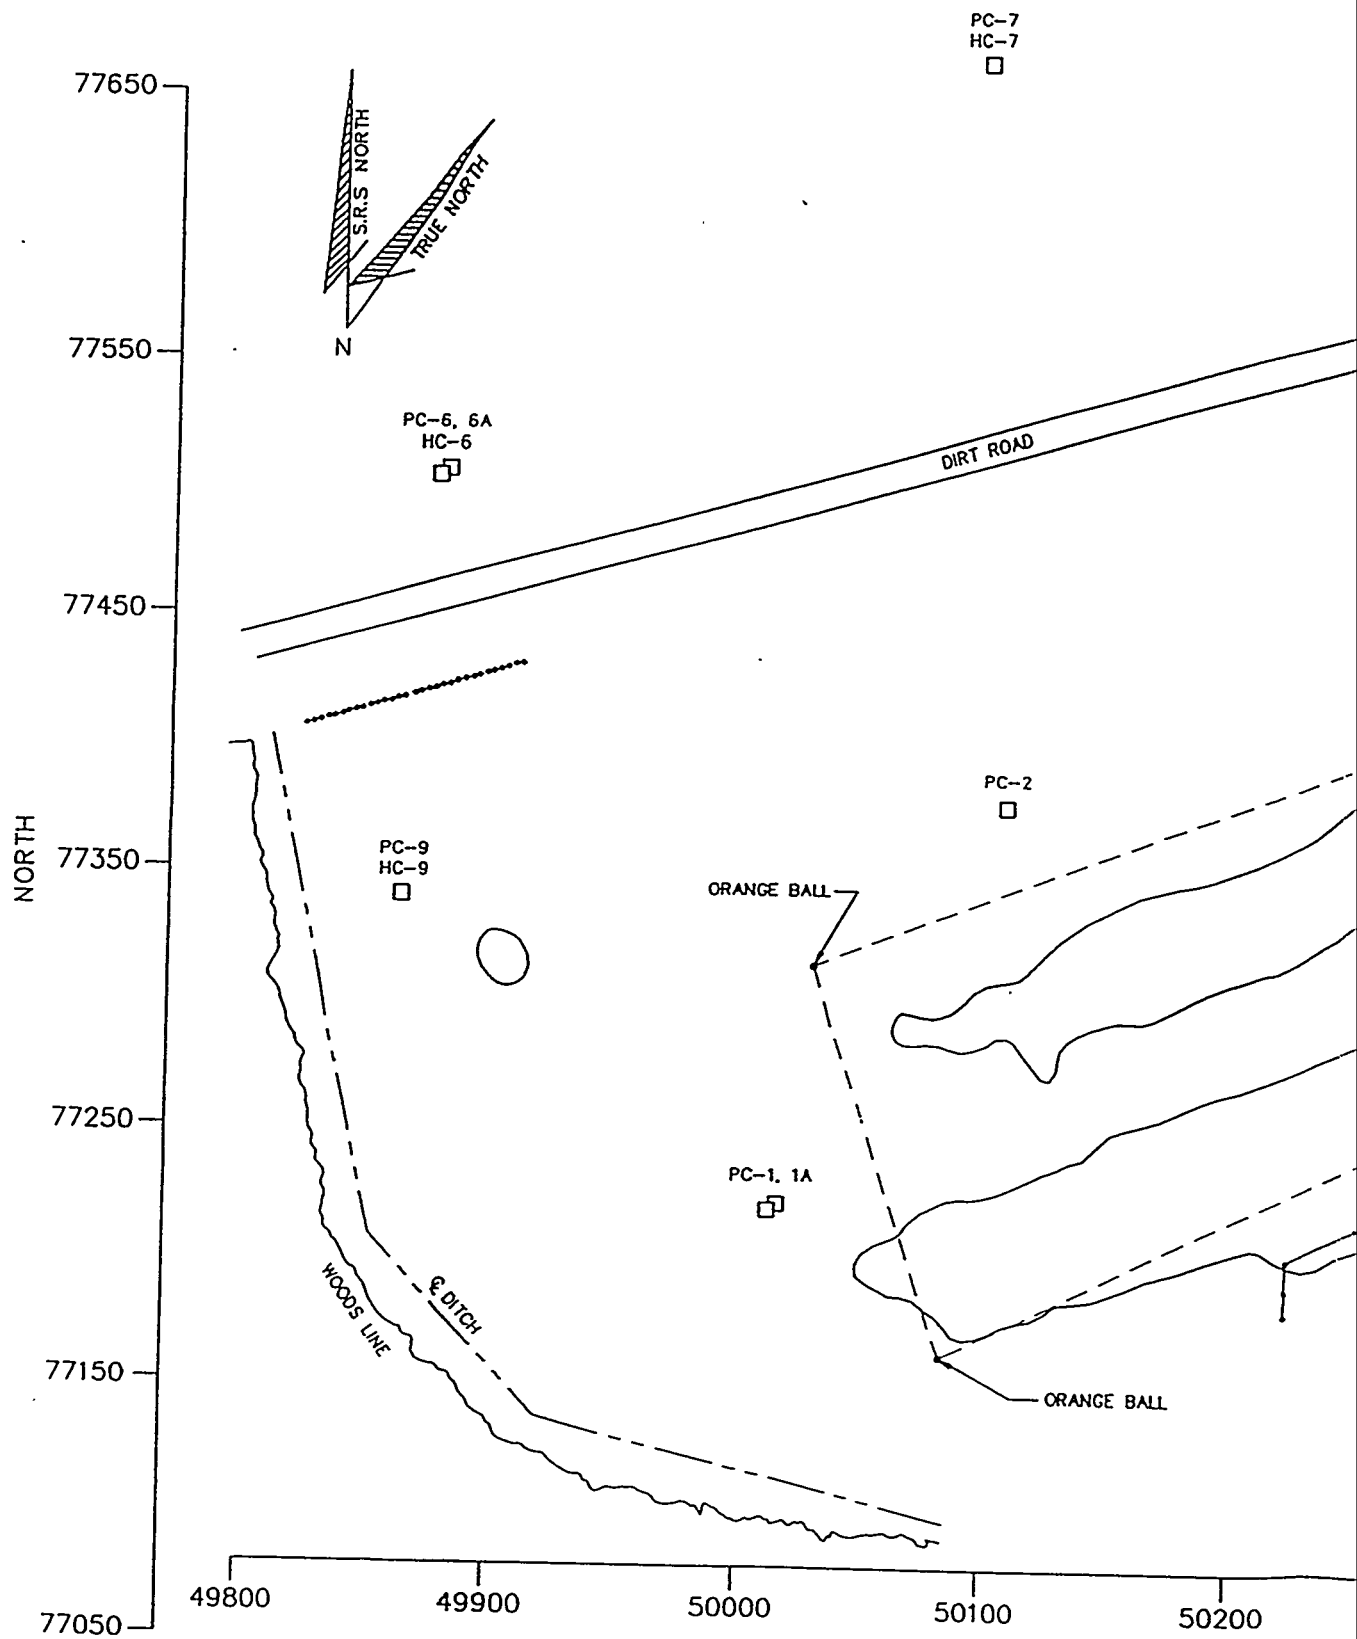 PC-7
HC-7
77650
S.R.S NORTH
TRUE NORTH
N
77550
PC-6, 6A
HC-6
DIRT ROAD
77450
PC-2
NORTH
77350
PC-9
HC-9
ORANGE BALL
77250
PC-1, 1A
℄ DITCH
WOODS LINE
77150
ORANGE BALL
49800
49900
50000
50100
50200
77050